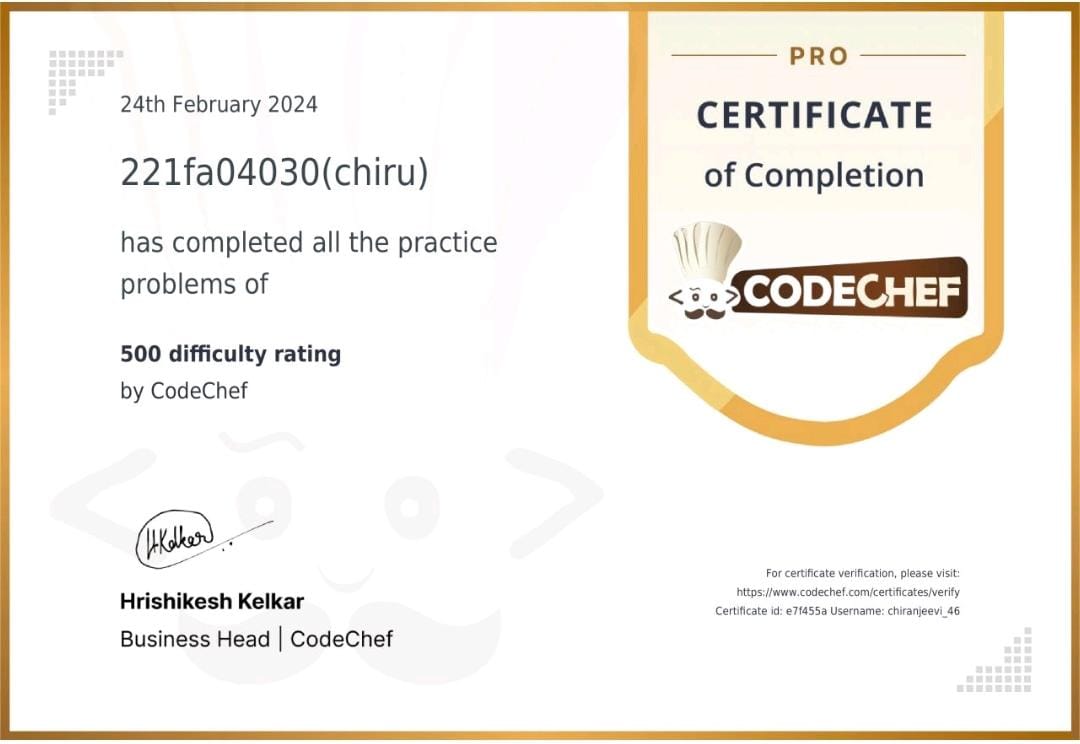 PRO
CERTIFICATE
of Completion
<CODECHEF
24th February 2024
221fa04030(chiru)
has completed all the practice
problems of
500 difficulty rating
by CodeChef
HKelkar
Hrishikesh Kelkar
Business Head | CodeChef
For certificate verification, please visit:
https://www.codechef.com/certificates/verify
Certificate id: e7f455a Username: chiranjeevi_46